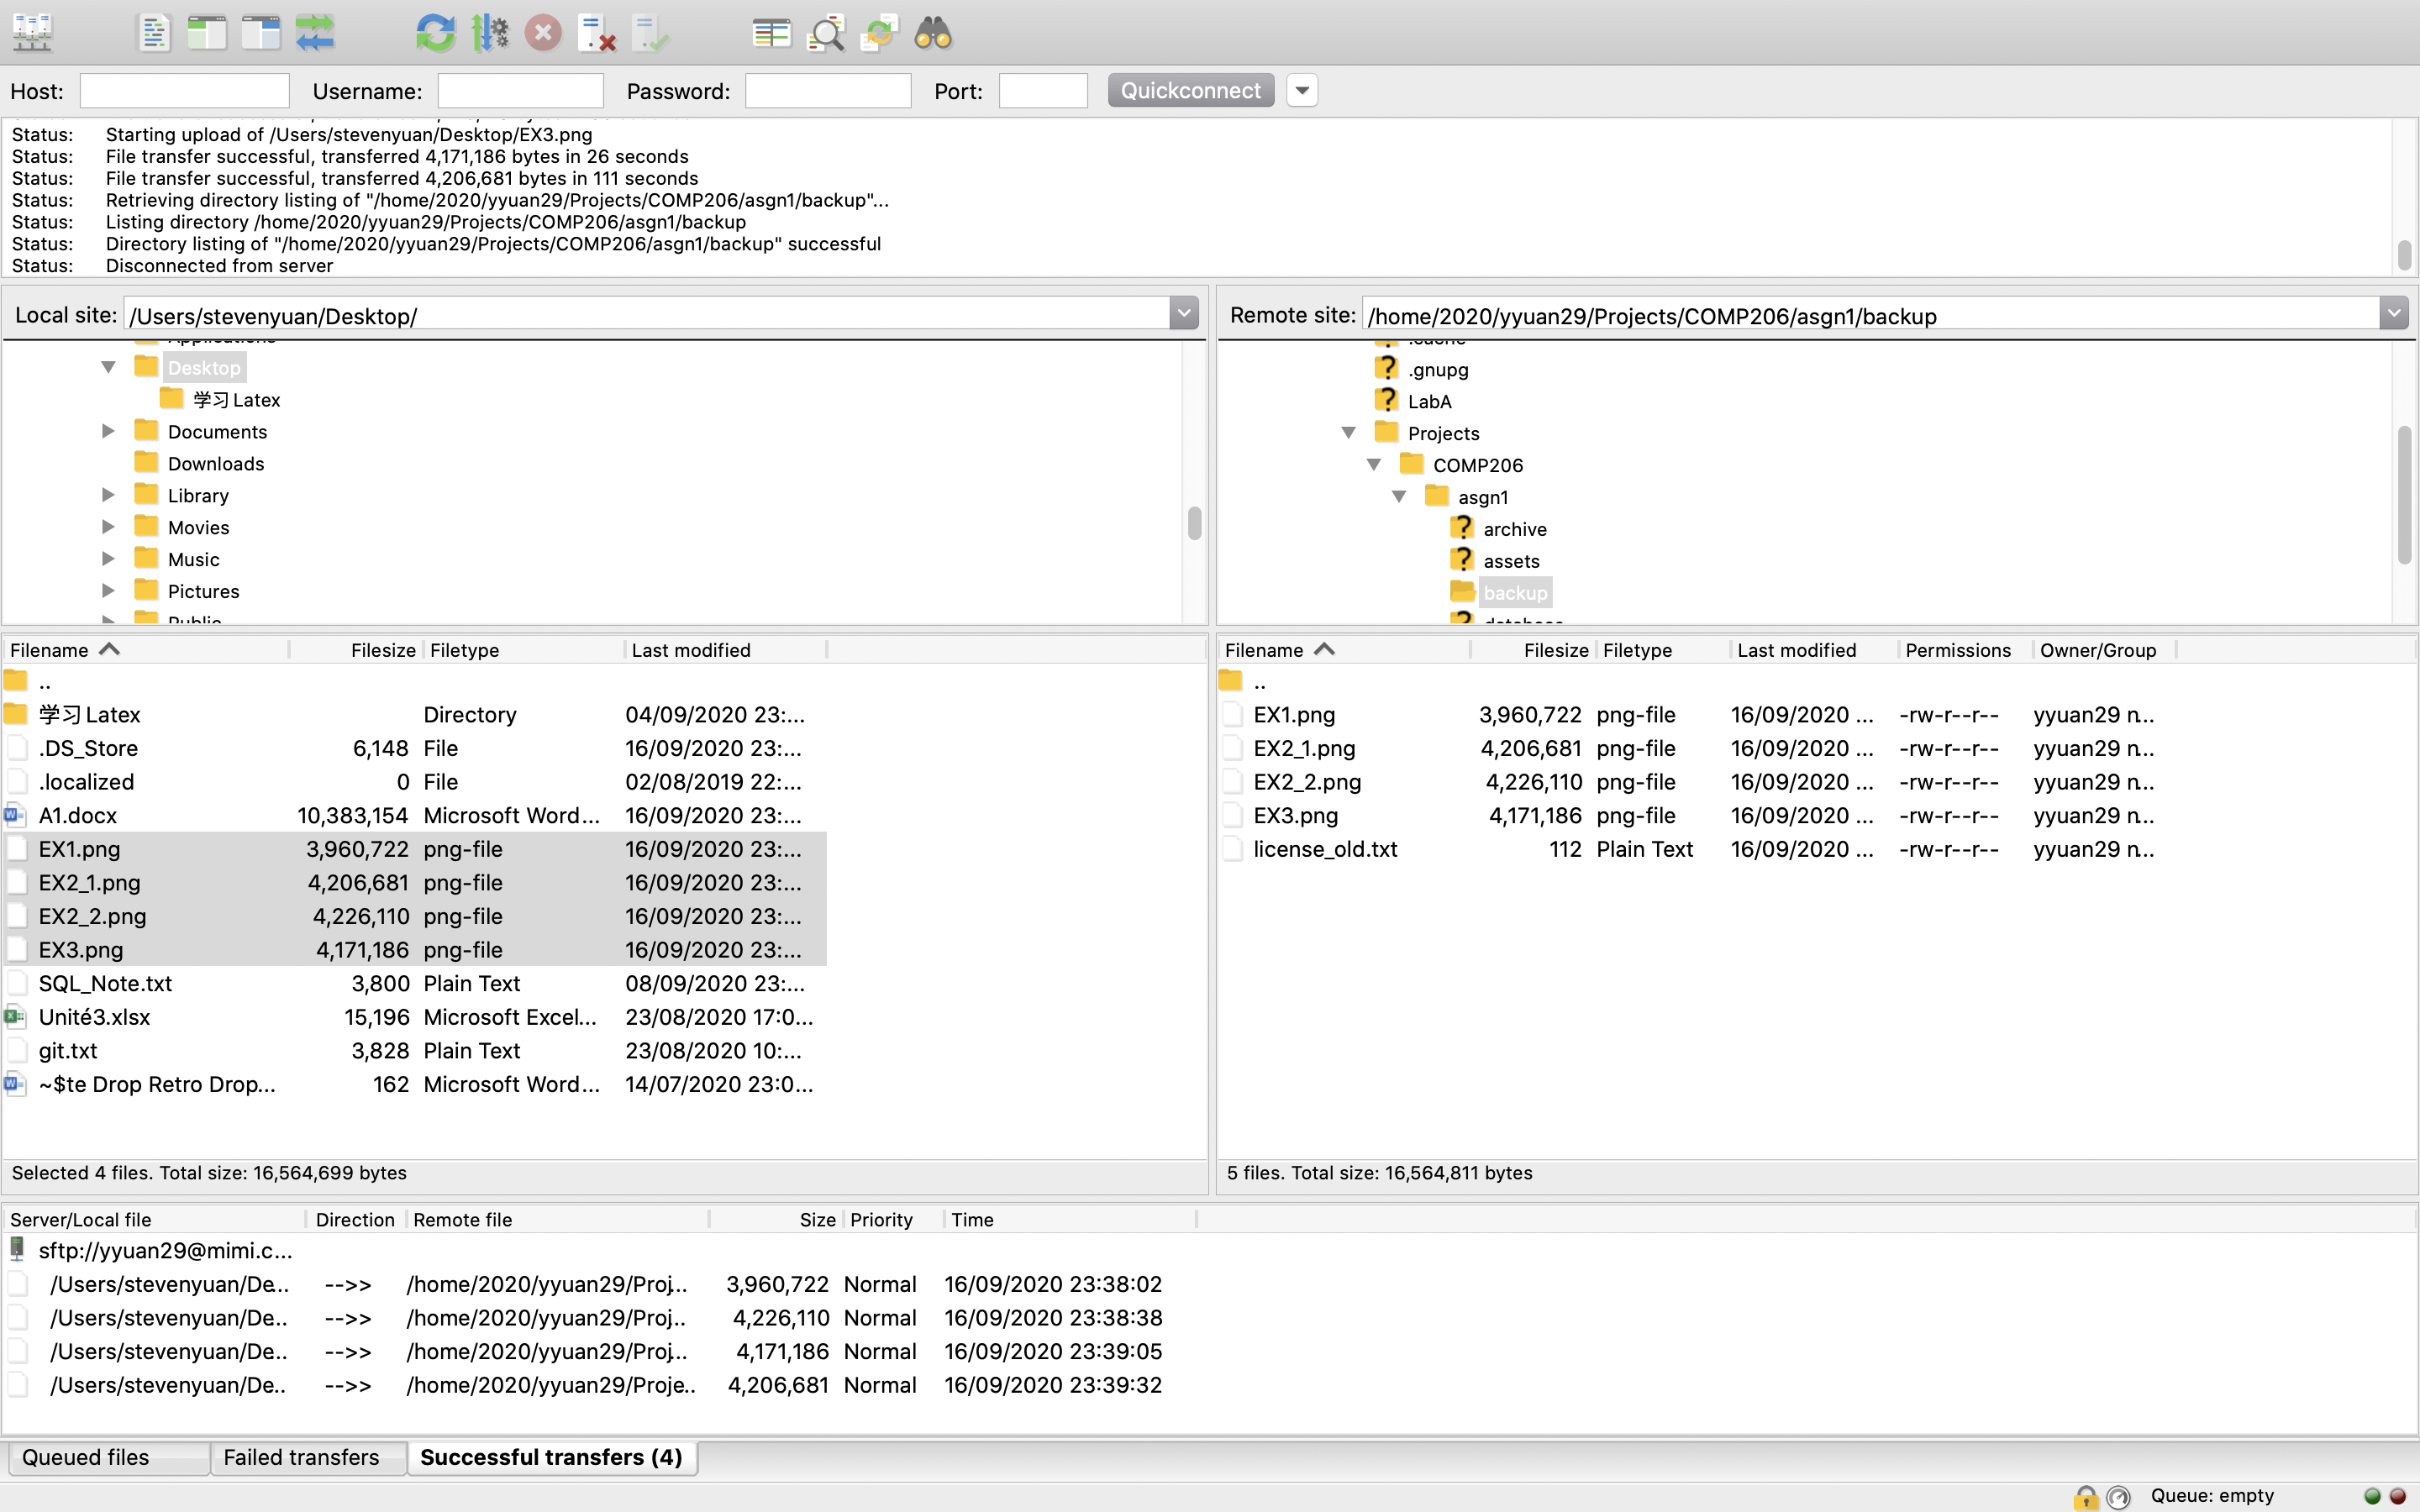 Host: Username: Password: Port: Quickconnect
Status: Starting upload of /Users/stevenyuan/Desktop/EX3.png
Status: File transfer successful, transferred 4,171,186 bytes in 26 seconds
Status: File transfer successful, transferred 4,206,681 bytes in 111 seconds
Status: Retrieving directory listing of "/home/2020/yyuan29/Projects/COMP206/asgn1/backup"...
Status: Listing directory /home/2020/yyuan29/Projects/COMP206/asgn1/backup
Status: Directory listing of "/home/2020/yyuan29/Projects/COMP206/asgn1/backup" successful
Status: Disconnected from server
Local site: /Users/stevenyuan/Desktop/
Applications
Desktop
学习 Latex
Documents
Downloads
Library
Movies
Music
Pictures
Public
Remote site: /home/2020/yyuan29/Projects/COMP206/asgn1/backup
.cache
.gnupg
LabA
Projects
COMP206
asgn1
archive
assets
backup
database
Filename Filesize Filetype Last modified
..
学习 Latex Directory 04/09/2020 23:...
.DS_Store 6,148 File 16/09/2020 23:...
.localized 0 File 02/08/2019 22:...
A1.docx 10,383,154 Microsoft Word... 16/09/2020 23:...
EX1.png 3,960,722 png-file 16/09/2020 23:...
EX2_1.png 4,206,681 png-file 16/09/2020 23:...
EX2_2.png 4,226,110 png-file 16/09/2020 23:...
EX3.png 4,171,186 png-file 16/09/2020 23:...
SQL_Note.txt 3,800 Plain Text 08/09/2020 23:...
Unité3.xlsx 15,196 Microsoft Excel... 23/08/2020 17:0...
git.txt 3,828 Plain Text 23/08/2020 10:...
~$te Drop Retro Drop... 162 Microsoft Word... 14/07/2020 23:0...
Selected 4 files. Total size: 16,564,699 bytes
Filename Filesize Filetype Last modified Permissions Owner/Group
..
EX1.png 3,960,722 png-file 16/09/2020 ... -rw-r--r-- yyuan29 n...
EX2_1.png 4,206,681 png-file 16/09/2020 ... -rw-r--r-- yyuan29 n...
EX2_2.png 4,226,110 png-file 16/09/2020 ... -rw-r--r-- yyuan29 n...
EX3.png 4,171,186 png-file 16/09/2020 ... -rw-r--r-- yyuan29 n...
license_old.txt 112 Plain Text 16/09/2020 ... -rw-r--r-- yyuan29 n...
5 files. Total size: 16,564,811 bytes
Server/Local file Direction Remote file Size Priority Time
sftp://yyuan29@mimi.c...
/Users/stevenyuan/De... -->> /home/2020/yyuan29/Proj... 3,960,722 Normal 16/09/2020 23:38:02
/Users/stevenyuan/De.. -->> /home/2020/yyuan29/Proj.. 4,226,110 Normal 16/09/2020 23:38:38
/Users/stevenyuan/De.. -->> /home/2020/yyuan29/Proj... 4,171,186 Normal 16/09/2020 23:39:05
/Users/stevenyuan/De.. -->> /home/2020/yyuan29/Proje.. 4,206,681 Normal 16/09/2020 23:39:32
Queued files Failed transfers Successful transfers (4)
Queue: empty